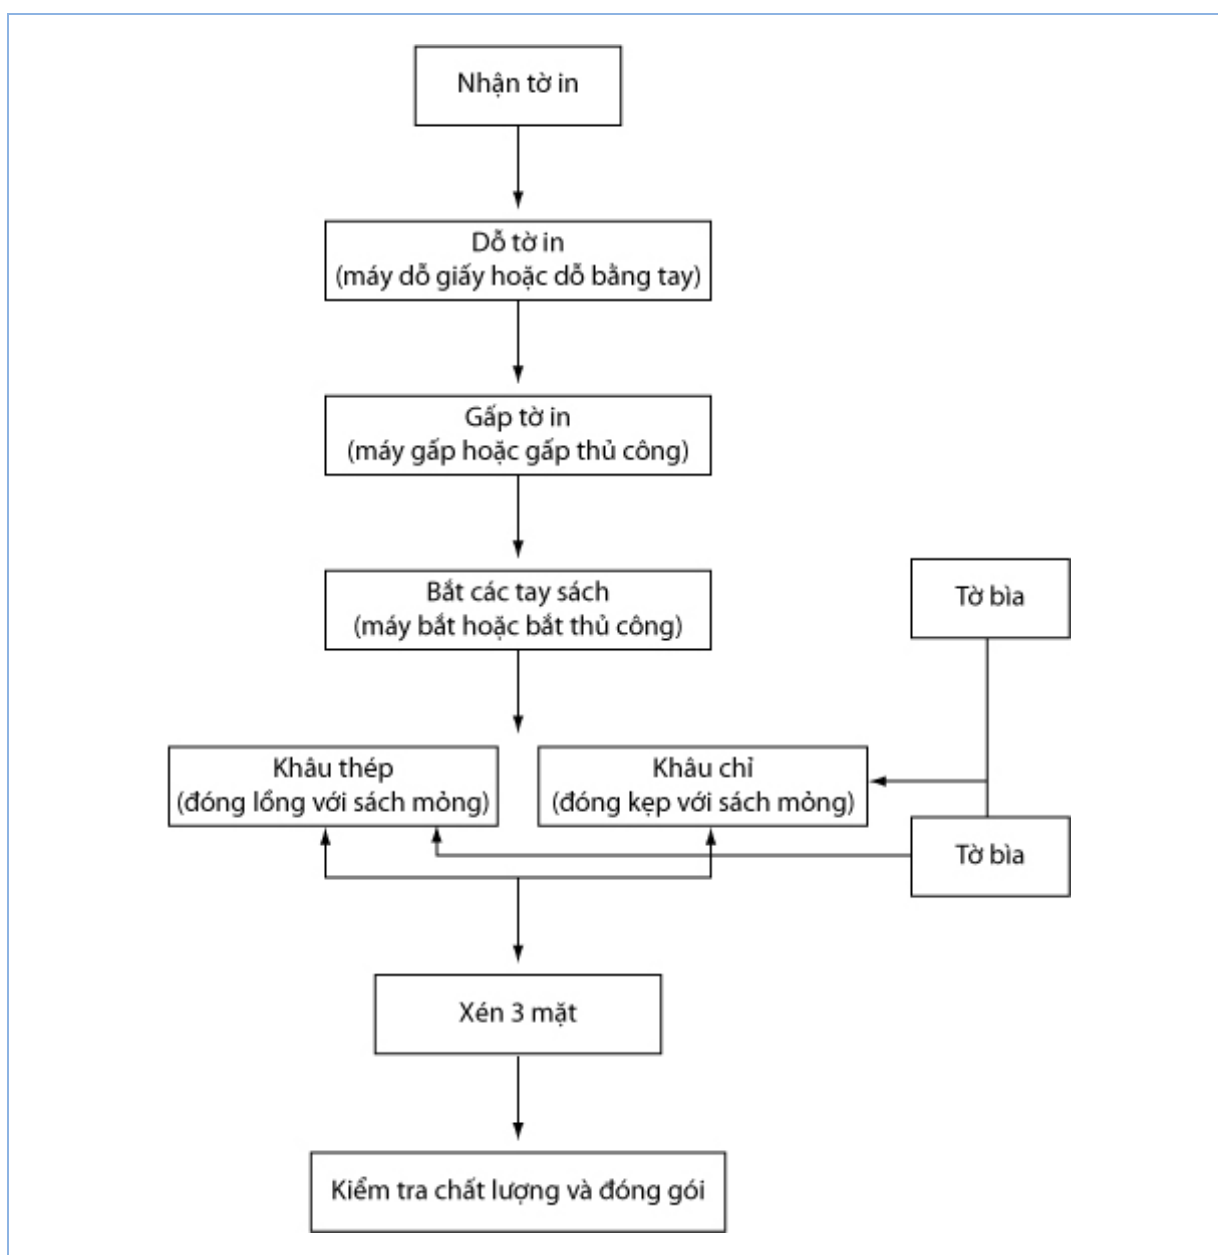 Nhận tờ in
Dỗ tờ in
(máy dỗ giấy hoặc dỗ bằng tay)
Gấp tờ in
(máy gấp hoặc gấp thủ công)
Bắt các tay sách
(máy bắt hoặc bắt thủ công)
Tờ bìa
Khâu thép
(đóng lồng với sách mỏng)
Khâu chỉ
(đóng kẹp với sách mỏng)
Tờ bìa
Xén 3 mặt
Kiểm tra chất lượng và đóng gói